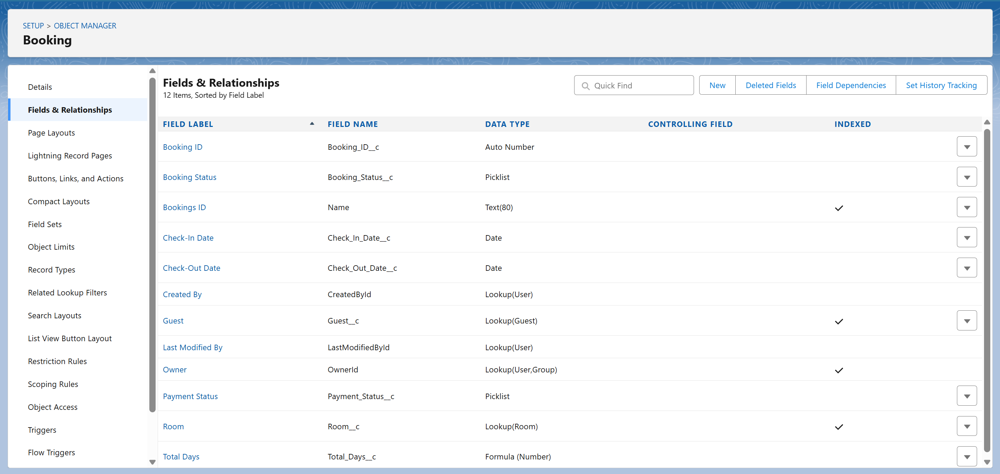 SETUP > OBJECT MANAGER
Booking
Details
Fields & Relationships
Page Layouts
Lightning Record Pages
Buttons, Links, and Actions
Compact Layouts
Field Sets
Object Limits
Record Types
Related Lookup Filters
Search Layouts
List View Button Layout
Restriction Rules
Scoping Rules
Object Access
Triggers
Flow Triggers
Fields & Relationships
12 Items, Sorted by Field Label
Quick Find
New
Deleted Fields
Field Dependencies
Set History Tracking
FIELD LABEL FIELD NAME DATA TYPE CONTROLLING FIELD INDEXED
Booking ID Booking_ID__c Auto Number
Booking Status Booking_Status__c Picklist
Bookings ID Name Text(80)
Check-In Date Check_In_Date__c Date
Check-Out Date Check_Out_Date__c Date
Created By CreatedById Lookup(User)
Guest Guest__c Lookup(Guest)
Last Modified By LastModifiedById Lookup(User)
Owner OwnerId Lookup(User,Group)
Payment Status Payment_Status__c Picklist
Room Room__c Lookup(Room)
Total Days Total_Days__c Formula (Number)